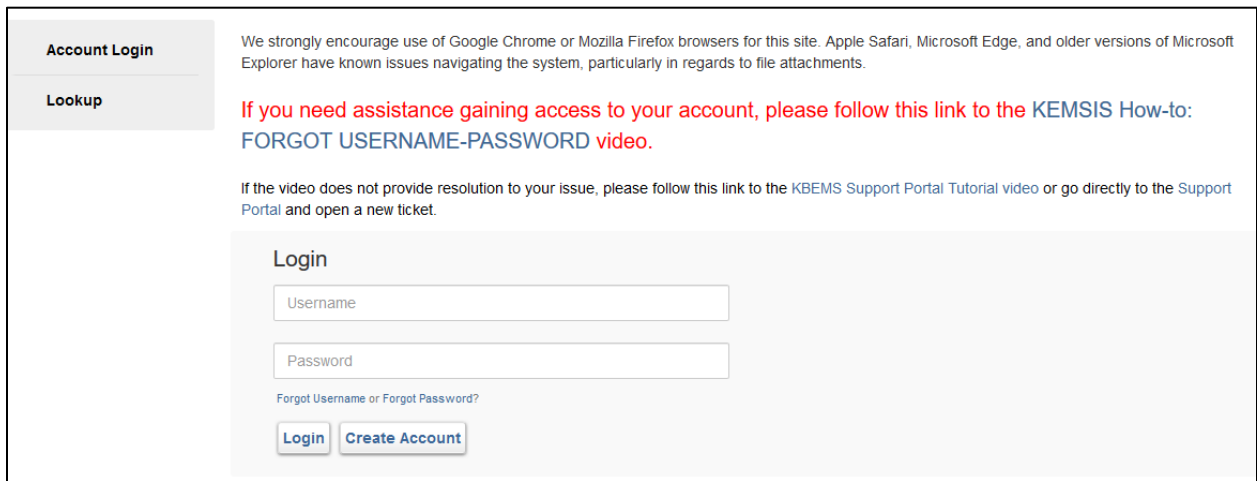 Account Login
Lookup
We strongly encourage use of Google Chrome or Mozilla Firefox browsers for this site. Apple Safari, Microsoft Edge, and older versions of Microsoft
Explorer have known issues navigating the system, particularly in regards to file attachments.
If you need assistance gaining access to your account, please follow this link to the KEMSIS How-to:
FORGOT USERNAME-PASSWORD video.
If the video does not provide resolution to your issue, please follow this link to the KBEMS Support Portal Tutorial video or go directly to the Support
Portal and open a new ticket.
Login
Username
Password
Forgot Username or Forgot Password?
Login Create Account